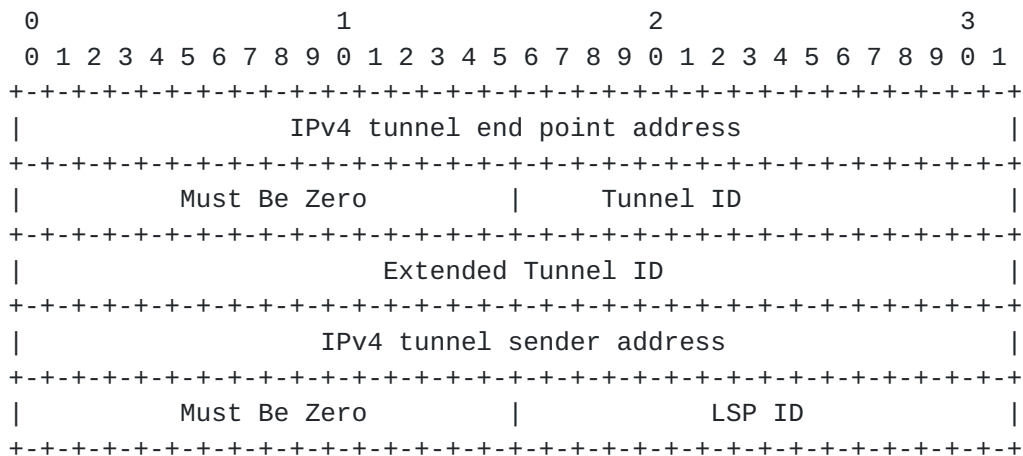 0                   1                   2                   3
 0 1 2 3 4 5 6 7 8 9 0 1 2 3 4 5 6 7 8 9 0 1 2 3 4 5 6 7 8 9 0 1
+-+-+-+-+-+-+-+-+-+-+-+-+-+-+-+-+-+-+-+-+-+-+-+-+-+-+-+-+-+-+-+-+
|                 IPv4 tunnel end point address                 |
+-+-+-+-+-+-+-+-+-+-+-+-+-+-+-+-+-+-+-+-+-+-+-+-+-+-+-+-+-+-+-+-+
|          Must Be Zero         |     Tunnel ID                 |
+-+-+-+-+-+-+-+-+-+-+-+-+-+-+-+-+-+-+-+-+-+-+-+-+-+-+-+-+-+-+-+-+
|                       Extended Tunnel ID                      |
+-+-+-+-+-+-+-+-+-+-+-+-+-+-+-+-+-+-+-+-+-+-+-+-+-+-+-+-+-+-+-+-+
|                   IPv4 tunnel sender address                  |
+-+-+-+-+-+-+-+-+-+-+-+-+-+-+-+-+-+-+-+-+-+-+-+-+-+-+-+-+-+-+-+-+
|          Must Be Zero         |            LSP ID             |
+-+-+-+-+-+-+-+-+-+-+-+-+-+-+-+-+-+-+-+-+-+-+-+-+-+-+-+-+-+-+-+-+